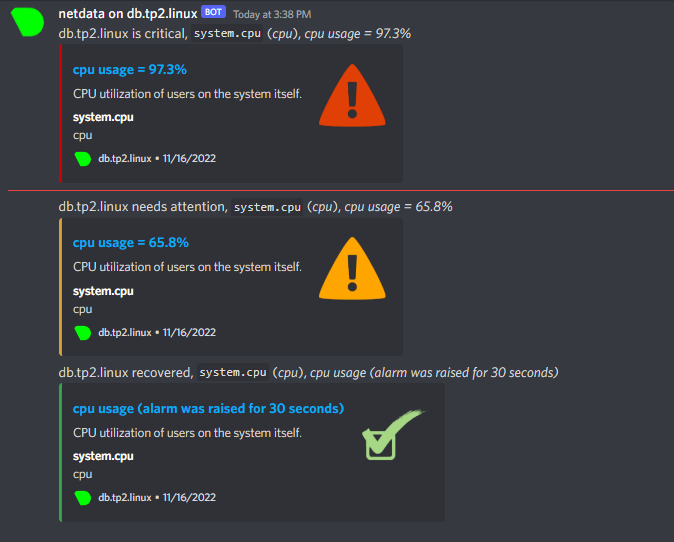 netdata on db.tp2.linux BOT Today at 3:38 PM
db.tp2.linux is critical, system.cpu (cpu), cpu usage = 97.3%
cpu usage = 97.3%
CPU utilization of users on the system itself.
system.cpu
cpu
db.tp2.linux • 11/16/2022
db.tp2.linux needs attention, system.cpu (cpu), cpu usage = 65.8%
cpu usage = 65.8%
CPU utilization of users on the system itself.
system.cpu
cpu
db.tp2.linux • 11/16/2022
db.tp2.linux recovered, system.cpu (cpu), cpu usage (alarm was raised for 30 seconds)
cpu usage (alarm was raised for 30 seconds)
CPU utilization of users on the system itself.
system.cpu
cpu
db.tp2.linux • 11/16/2022